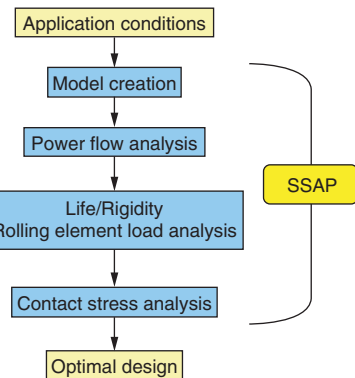 Application conditions
Model creation
Power flow analysis
SSAP
Life/Rigidity
Rolling element load analysis
Contact stress analysis
Optimal design